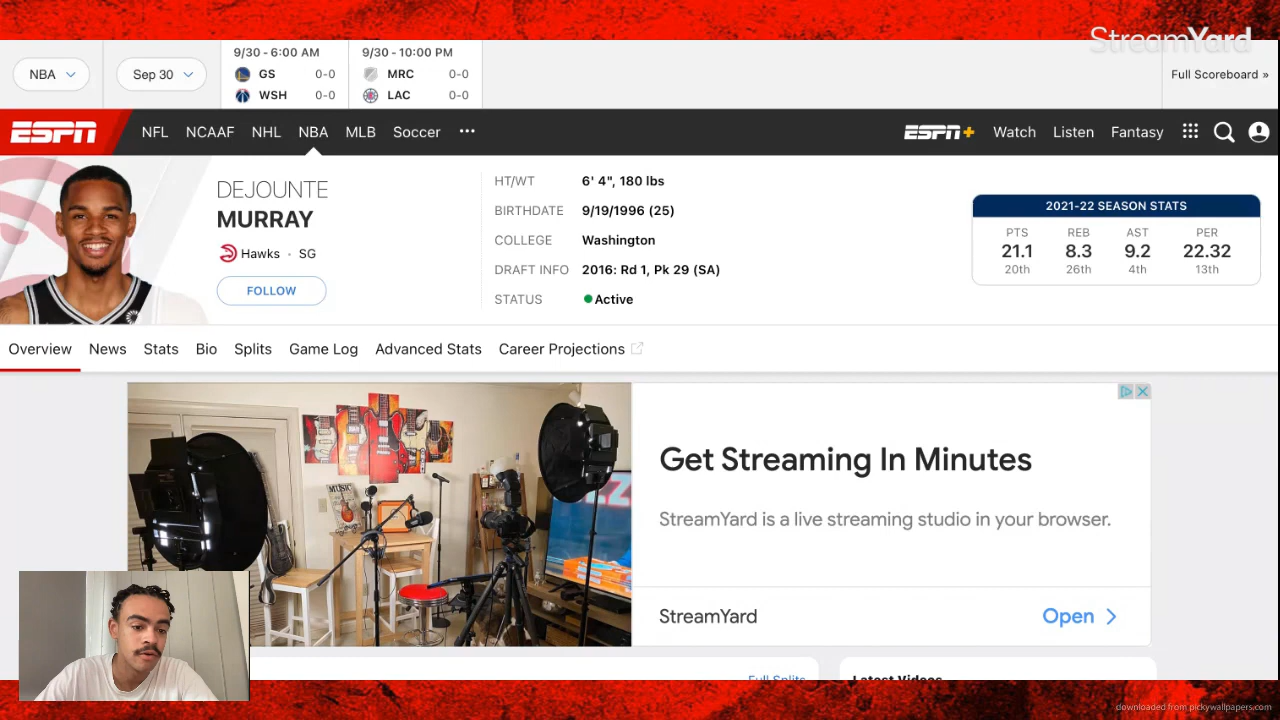 StreamYard
NBA
Sep 30
9/30 - 6:00 AM
GS 0-0
WSH 0-0
9/30 - 10:00 PM
MRC 0-0
LAC 0-0
Full Scoreboard »
ESPN NFL NCAAF NHL NBA MLB Soccer ••• ESPN+ Watch Listen Fantasy
DEJOUNTE
MURRAY
Hawks · SG
FOLLOW
HT/WT 6' 4", 180 lbs
BIRTHDATE 9/19/1996 (25)
COLLEGE Washington
DRAFT INFO 2016: Rd 1, Pk 29 (SA)
STATUS Active
2021-22 SEASON STATS
PTS REB AST PER
21.1 8.3 9.2 22.32
20th 26th 4th 13th
Overview News Stats Bio Splits Game Log Advanced Stats Career Projections
MUSIC
Get Streaming In Minutes
StreamYard is a live streaming studio in your browser.
StreamYard
Open
Full Splits
Latest Videos
downloaded from pickywallpapers.com